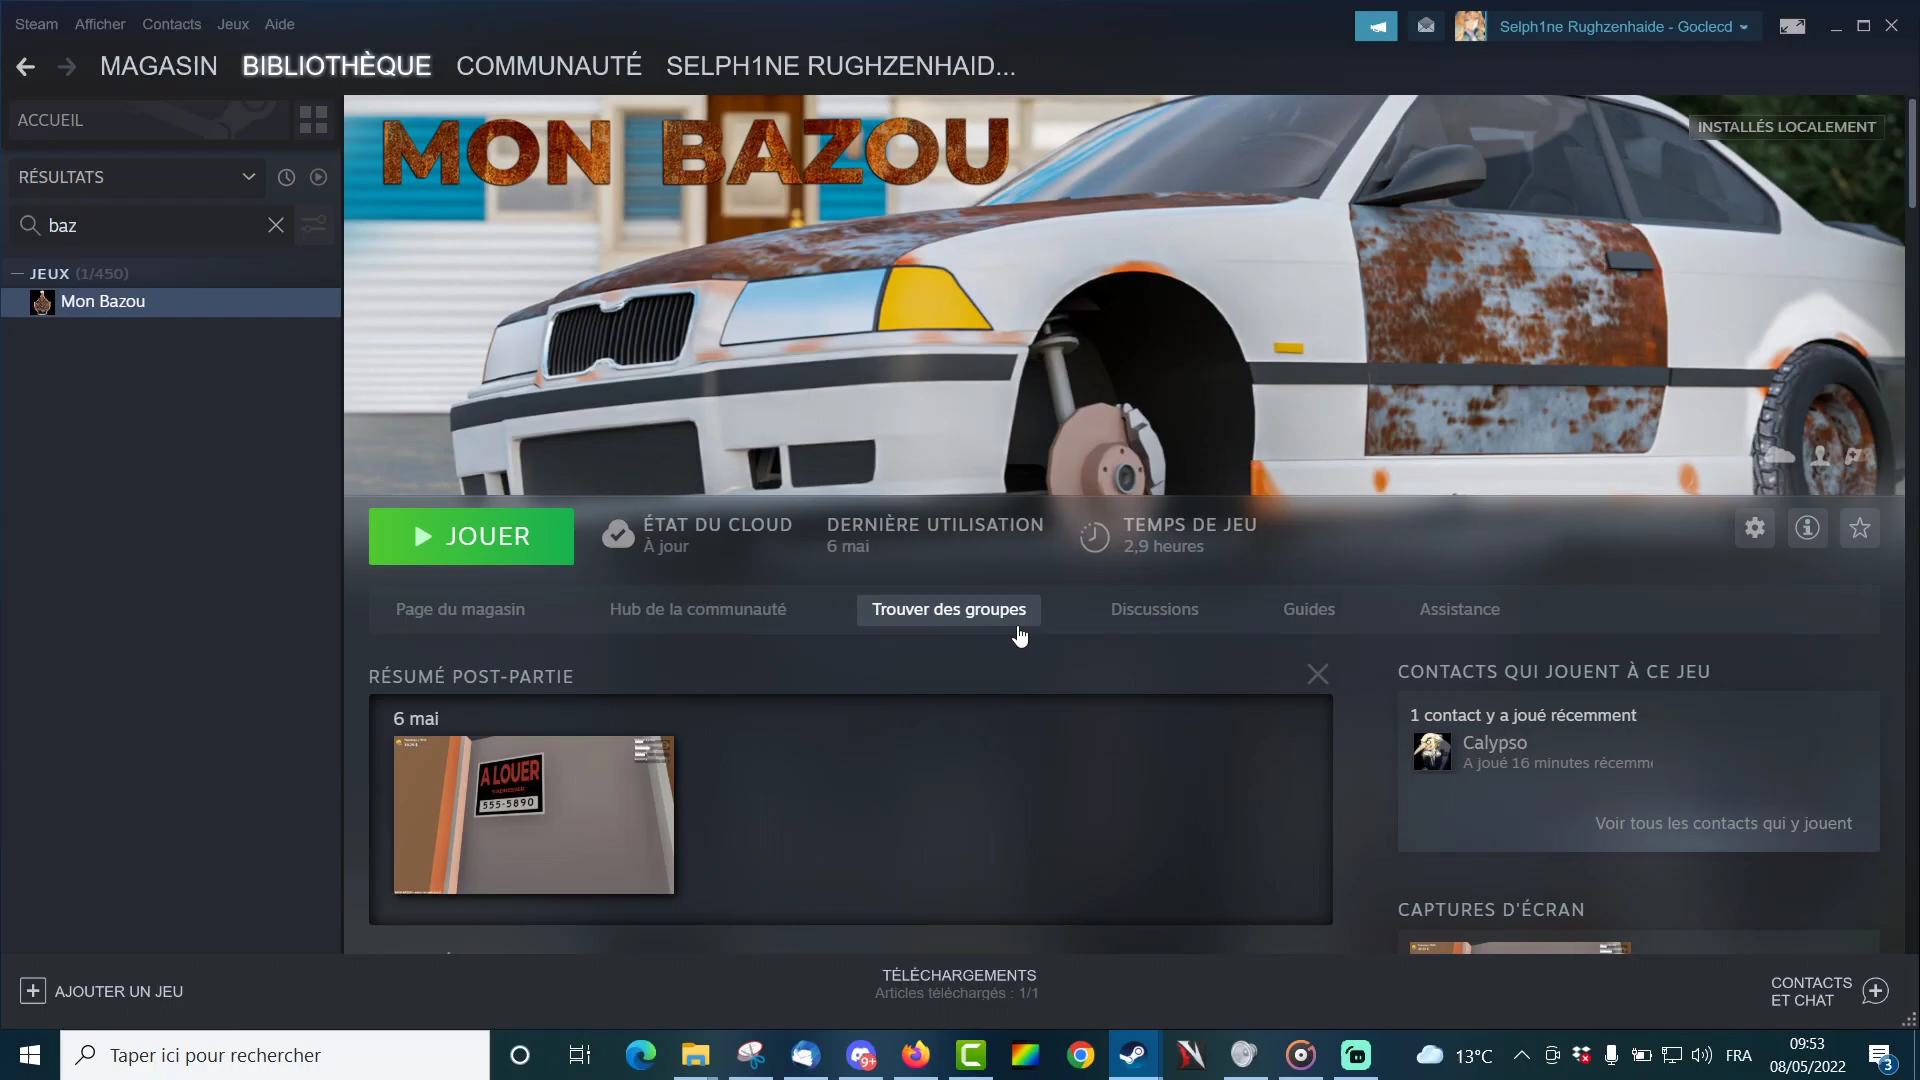 Steam Afficher Contacts Jeux Aide
Selph1ne Rughzenhaide - Goclecd
MAGASIN BIBLIOTHÈQUE COMMUNAUTÉ SELPH1NE RUGHZENHAID...
ACCUEIL
RÉSULTATS
baz
JEUX (1/450)
Mon Bazou
MON BAZOU
INSTALLÉS LOCALEMENT
JOUER
ÉTAT DU CLOUD
À jour
DERNIÈRE UTILISATION
6 mai
TEMPS DE JEU
2,9 heures
Page du magasin Hub de la communauté Trouver des groupes Discussions Guides Assistance
RÉSUMÉ POST-PARTIE
6 mai
A LOUER
555-5890
CONTACTS QUI JOUENT À CE JEU
1 contact y a joué récemment
Calypso
A joué 16 minutes récemme
Voir tous les contacts qui y jouent
CAPTURES D'ÉCRAN
AJOUTER UN JEU
TÉLÉCHARGEMENTS
Articles téléchargés : 1/1
CONTACTS
ET CHAT
Taper ici pour rechercher
9+
13°C
FRA
09:53
08/05/2022
3